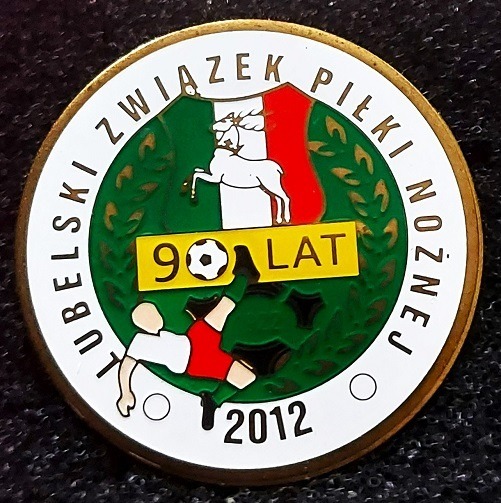 LUBELSKI ZWIĄZEK PIŁKI NOŻNEJ
90 LAT
2012